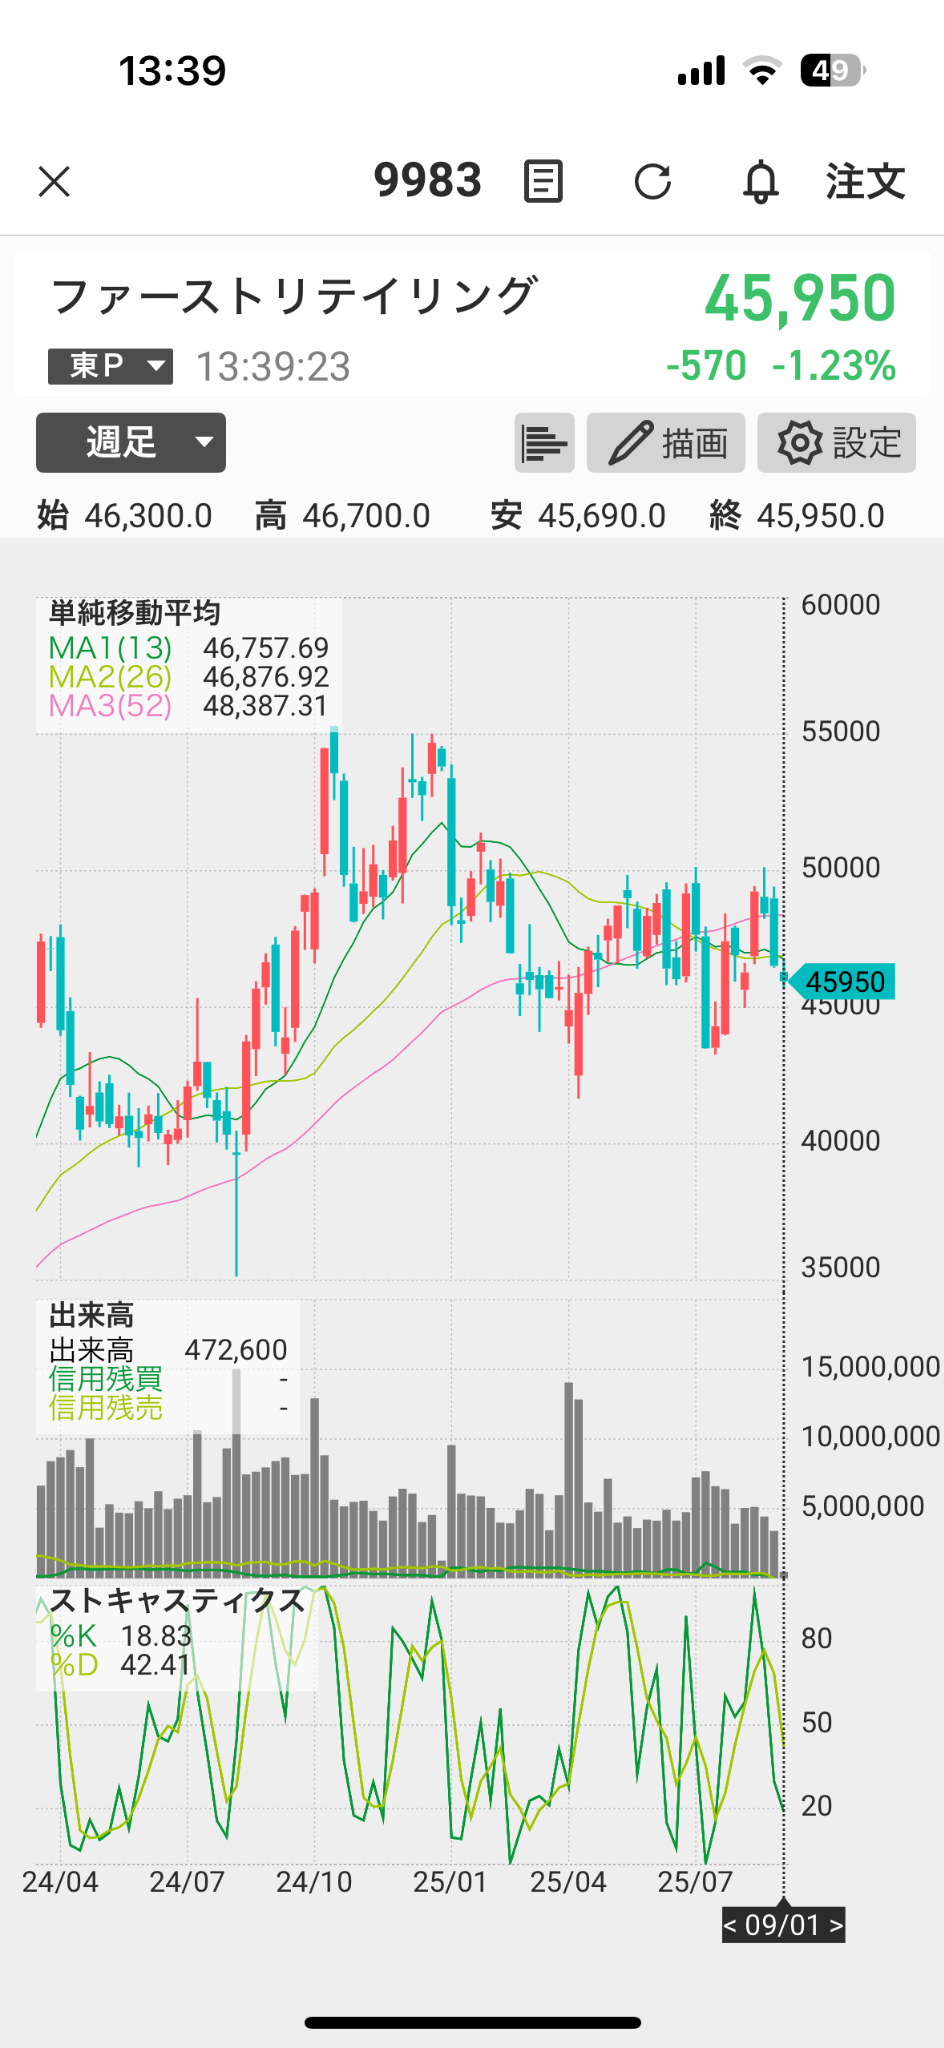 13:39
49
9983
注文
ファーストリテイリング
45,950
東P
13:39:23
-570 -1.23%
週足
描画
設定
始 46,300.0 高 46,700.0 安 45,690.0 終 45,950.0
単純移動平均
MA1(13) 46,757.69
MA2(26) 46,876.92
MA3(52) 48,387.31
60000
55000
50000
45950
45000
40000
35000
出来高
出来高 472,600
信用残買 -
信用残売 -
15,000,000
10,000,000
5,000,000
ストキャスティクス
%K 18.83
%D 42.41
80
50
20
24/04 24/07 24/10 25/01 25/04 25/07
< 09/01 >